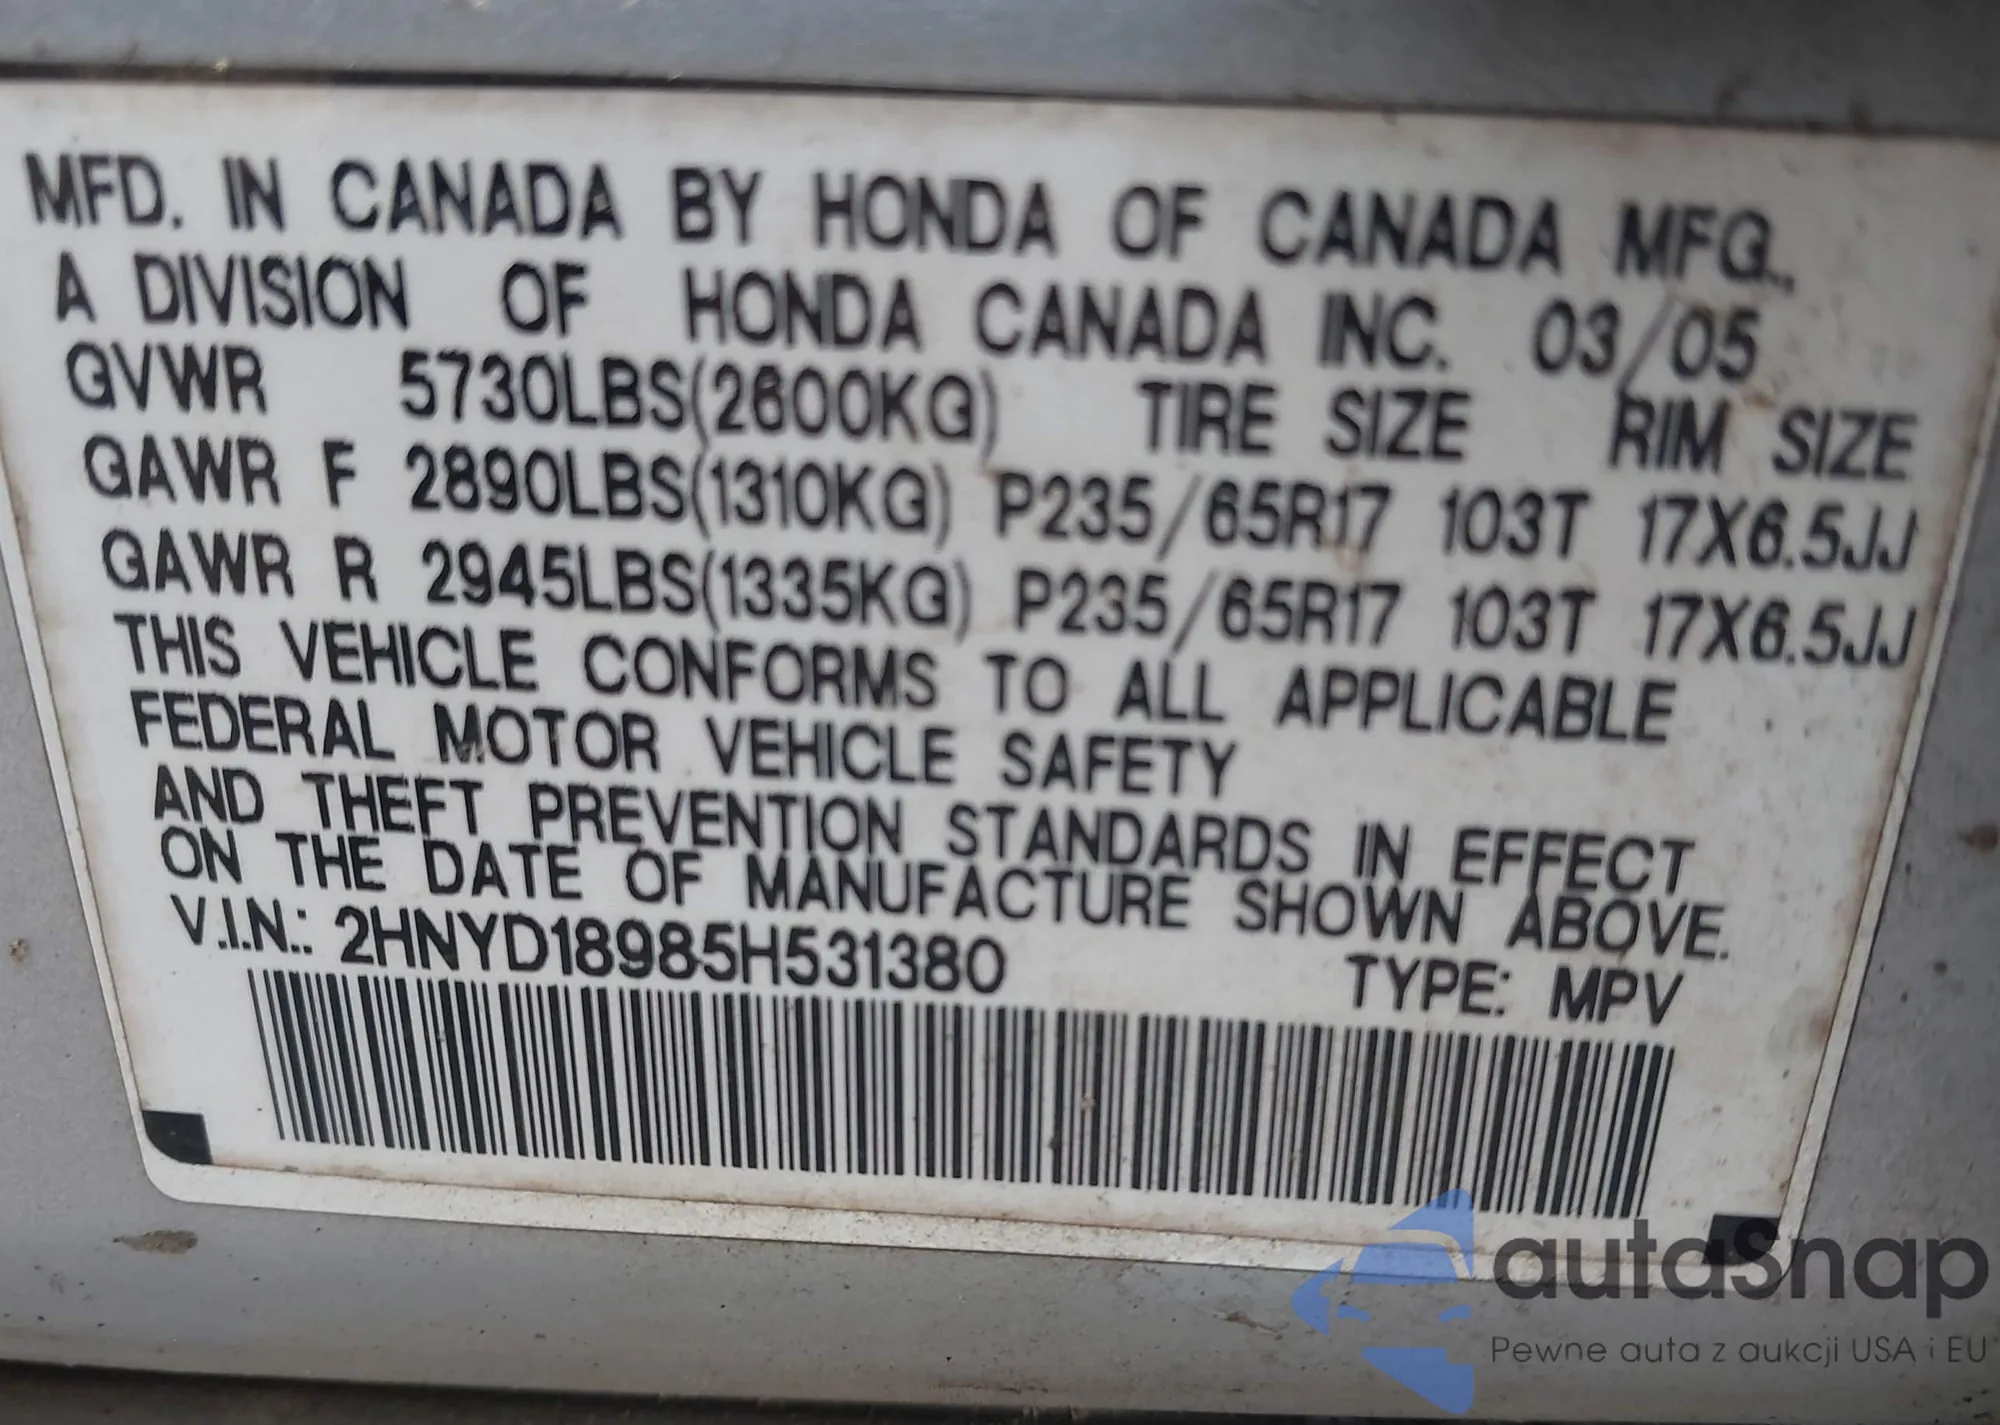 MFD. IN CANADA BY HONDA OF CANADA MFG.,
A DIVISION OF HONDA CANADA INC. 03/05
GVWR 5730LBS(2600KG) TIRE SIZE RIM SIZE
GAWR F 2890LBS(1310KG) P235/65R17 103T 17X6.5JJ
GAWR R 2945LBS(1335KG) P235/65R17 103T 17X6.5JJ
THIS VEHICLE CONFORMS TO ALL APPLICABLE
FEDERAL MOTOR VEHICLE SAFETY
AND THEFT PREVENTION STANDARDS IN EFFECT
ON THE DATE OF MANUFACTURE SHOWN ABOVE.
V.I.N.: 2HNYD18985H531380 TYPE: MPV
autaSnap
Pewne auta z aukcji USA i EU